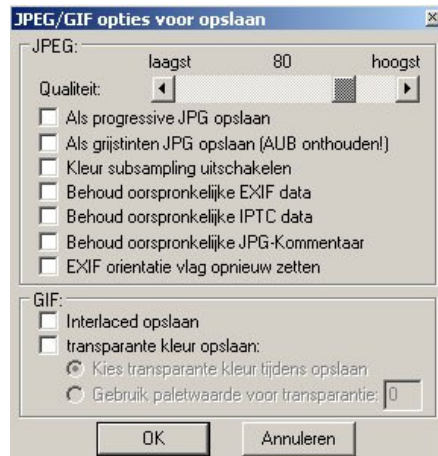 JPEG/GIF opties voor opslaan
JPEG:
laagst 80 hoogst
Qualiteit:
Als progressive JPG opslaan
Als grijstinten JPG opslaan (AUB onthouden!)
Kleur subsampling uitschakelen
Behoud oorspronkelijke EXIF data
Behoud oorspronkelijke IPTC data
Behoud oorspronkelijke JPG-Kommentaar
EXIF orientatie vlag opnieuw zetten
GIF:
Interlaced opslaan
transparante kleur opslaan:
Kies transparante kleur tijdens opslaan
Gebruik paletwaarde voor transparantie: 0
OK Annuleren